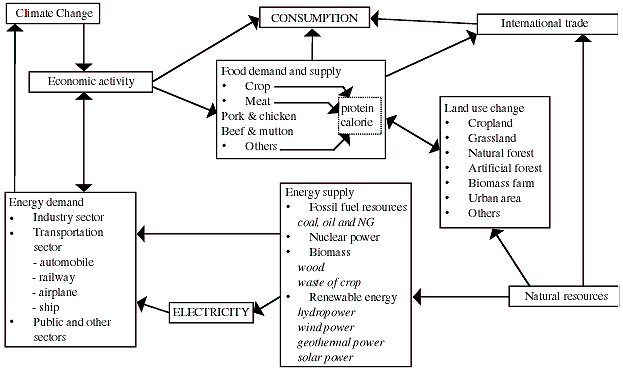 Climate Change
CONSUMPTION
International trade
Economic activity
Food demand and supply
• Crop
• Meat
Pork & chicken
Beef & mutton
• Others
protein
calorie
Land use change
• Cropland
• Grassland
• Natural forest
• Artificial forest
• Biomass farm
• Urban area
• Others
Energy demand
• Industry sector
• Transportation
sector
- automobile
- railway
- airplane
- ship
• Public and other
sectors
Energy supply
• Fossil fuel resources
coal, oil and NG
• Nuclear power
• Biomass
wood
waste of crop
• Renewable energy
hydropower
wind power
geothermal power
solar power
ELECTRICITY
Natural resources